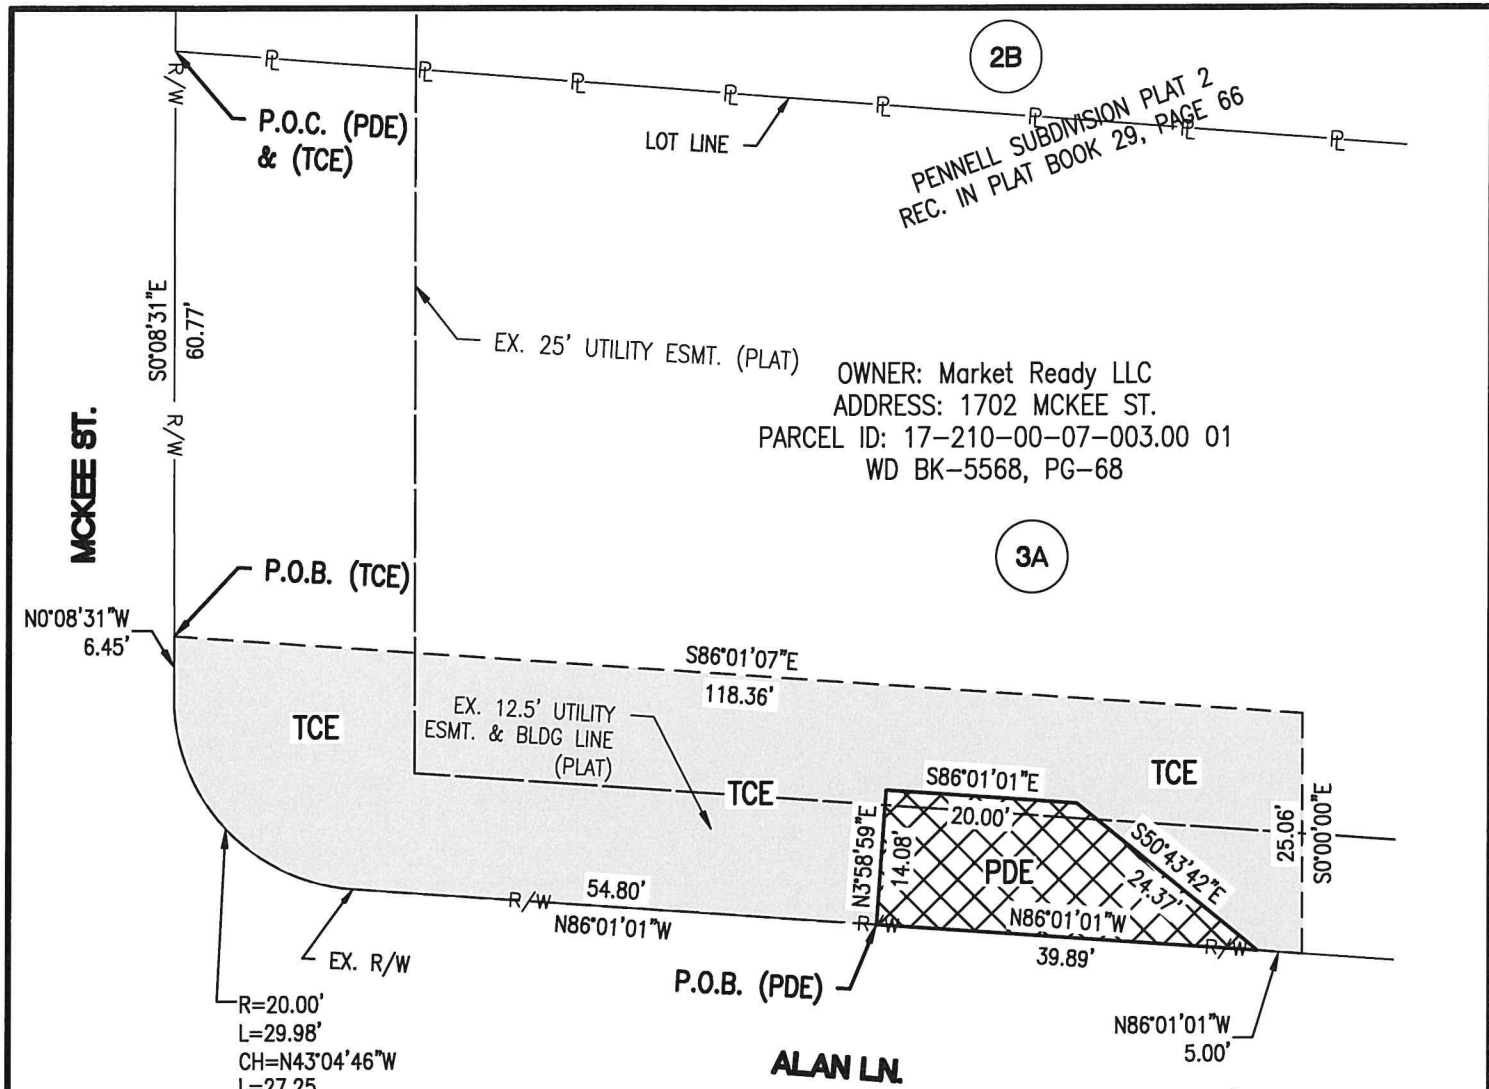 2B
PENNELL SUBDIVISION PLAT 2
REC. IN PLAT BOOK 29, PAGE 66
PL PL PL PL PL PL PL PL
R/W
P.O.C. (PDE)
& (TCE)
LOT LINE
S0°08'31"E
60.77'
R/W
EX. 25' UTILITY ESMT. (PLAT)
OWNER: Market Ready LLC
ADDRESS: 1702 MCKEE ST.
PARCEL ID: 17-210-00-07-003.00 01
WD BK-5568, PG-68
MCKEE ST.
3A
P.O.B. (TCE)
N0°08'31"W
6.45'
S86°01'07"E
118.36'
TCE
EX. 12.5' UTILITY
ESMT. & BLDG LINE
(PLAT)
TCE
TCE
S86°01'01"E
20.00'
N3°58'59"E
14.08'
PDE
S50°43'42"E
24.37'
25.06'
S0°00'00"E
54.80'
R/W
N86°01'01"W
R/W
N86°01'01"W
39.89'
R/W
EX. R/W
P.O.B. (PDE)
N86°01'01"W
5.00'
R=20.00'
L=29.98'
CH=N43°04'46"W
L=27.25
ALAN LN.